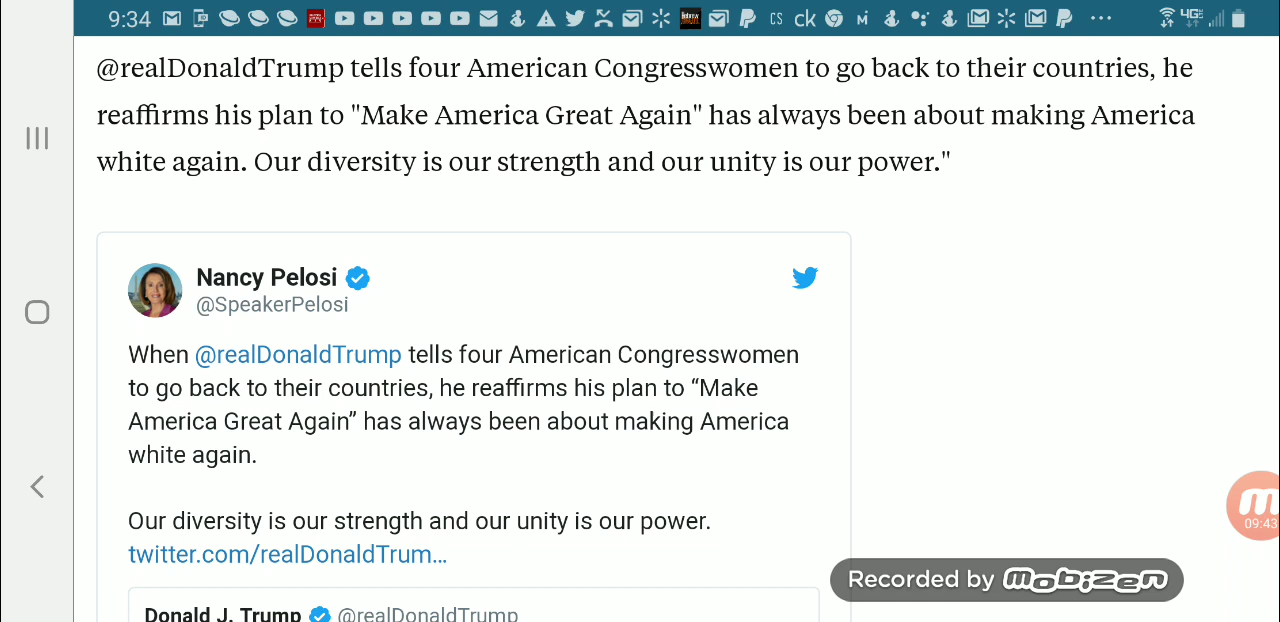 9:34 CS ck M 4GE
@realDonaldTrump tells four American Congresswomen to go back to their countries, he
reaffirms his plan to "Make America Great Again" has always been about making America
white again. Our diversity is our strength and our unity is our power."
Nancy Pelosi
@SpeakerPelosi
When @realDonaldTrump tells four American Congresswomen
to go back to their countries, he reaffirms his plan to “Make
America Great Again” has always been about making America
white again.
Our diversity is our strength and our unity is our power.
twitter.com/realDonaldTrum…
09:43
Recorded by mobizen
Donald J. Trump @realDonaldTrump